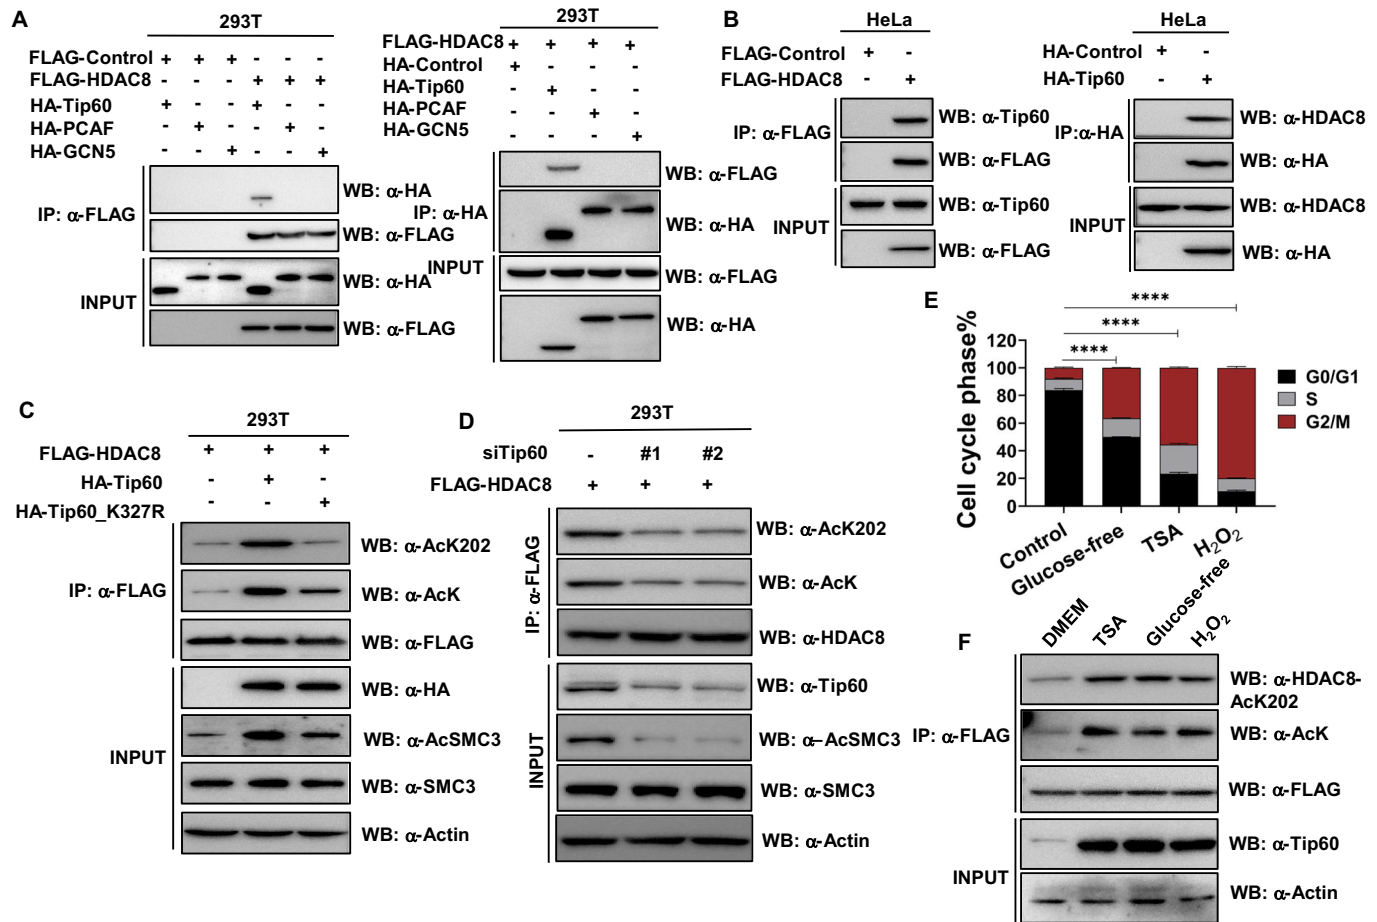 A
293T
FLAG-Control + + + - - -
FLAG-HDAC8 - - - + + +
HA-Tip60 + - - + - -
HA-PCAF - + - - + -
HA-GCN5 - - + - - +
IP: α-FLAG
WB: α-HA
WB: α-FLAG
INPUT
WB: α-HA
WB: α-FLAG
293T
FLAG-HDAC8 + + + +
HA-Control + - - -
HA-Tip60 - + - -
HA-PCAF - - + -
HA-GCN5 - - - +
IP: α-HA
WB: α-FLAG
WB: α-HA
INPUT
WB: α-FLAG
WB: α-HA
B
HeLa
FLAG-Control + -
FLAG-HDAC8 - +
IP: α-FLAG
WB: α-Tip60
WB: α-FLAG
INPUT
WB: α-Tip60
WB: α-FLAG
HeLa
HA-Control + -
HA-Tip60 - +
IP:α-HA
WB: α-HDAC8
WB: α-HA
INPUT
WB: α-HDAC8
WB: α-HA
C
293T
FLAG-HDAC8 + + +
HA-Tip60 - + -
HA-Tip60_K327R - - +
IP: α-FLAG
WB: α-AcK202
WB: α-AcK
WB: α-FLAG
INPUT
WB: α-HA
WB: α-AcSMC3
WB: α-SMC3
WB: α-Actin
D
293T
siTip60 - #1 #2
FLAG-HDAC8 + + +
IP: α-FLAG
WB: α-AcK202
WB: α-AcK
WB: α-HDAC8
INPUT
WB: α-Tip60
WB: α–AcSMC3
WB: α-SMC3
WB: α-Actin
E
****
****
****
Cell cycle phase%
120
100
80
60
40
20
0
Control
Glucose-free
TSA
H₂O₂
G0/G1
S
G2/M
F
DMEM
TSA
Glucose-free
H₂O₂
IP: α-FLAG
WB: α-HDAC8-
AcK202
WB: α-AcK
WB: α-FLAG
INPUT
WB: α-Tip60
WB: α-Actin